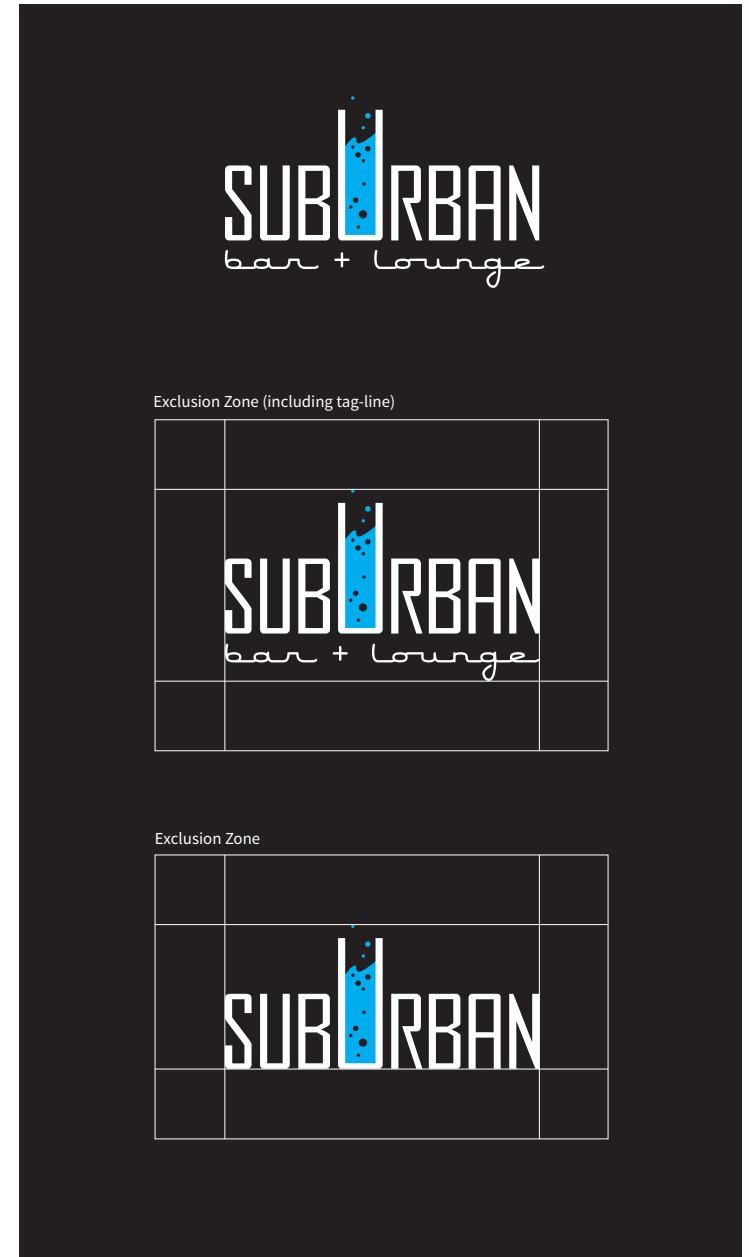 SUBURBAN
bar + lounge
Exclusion Zone (including tag-line)
SUBURBAN
bar + lounge
Exclusion Zone
SUBURBAN